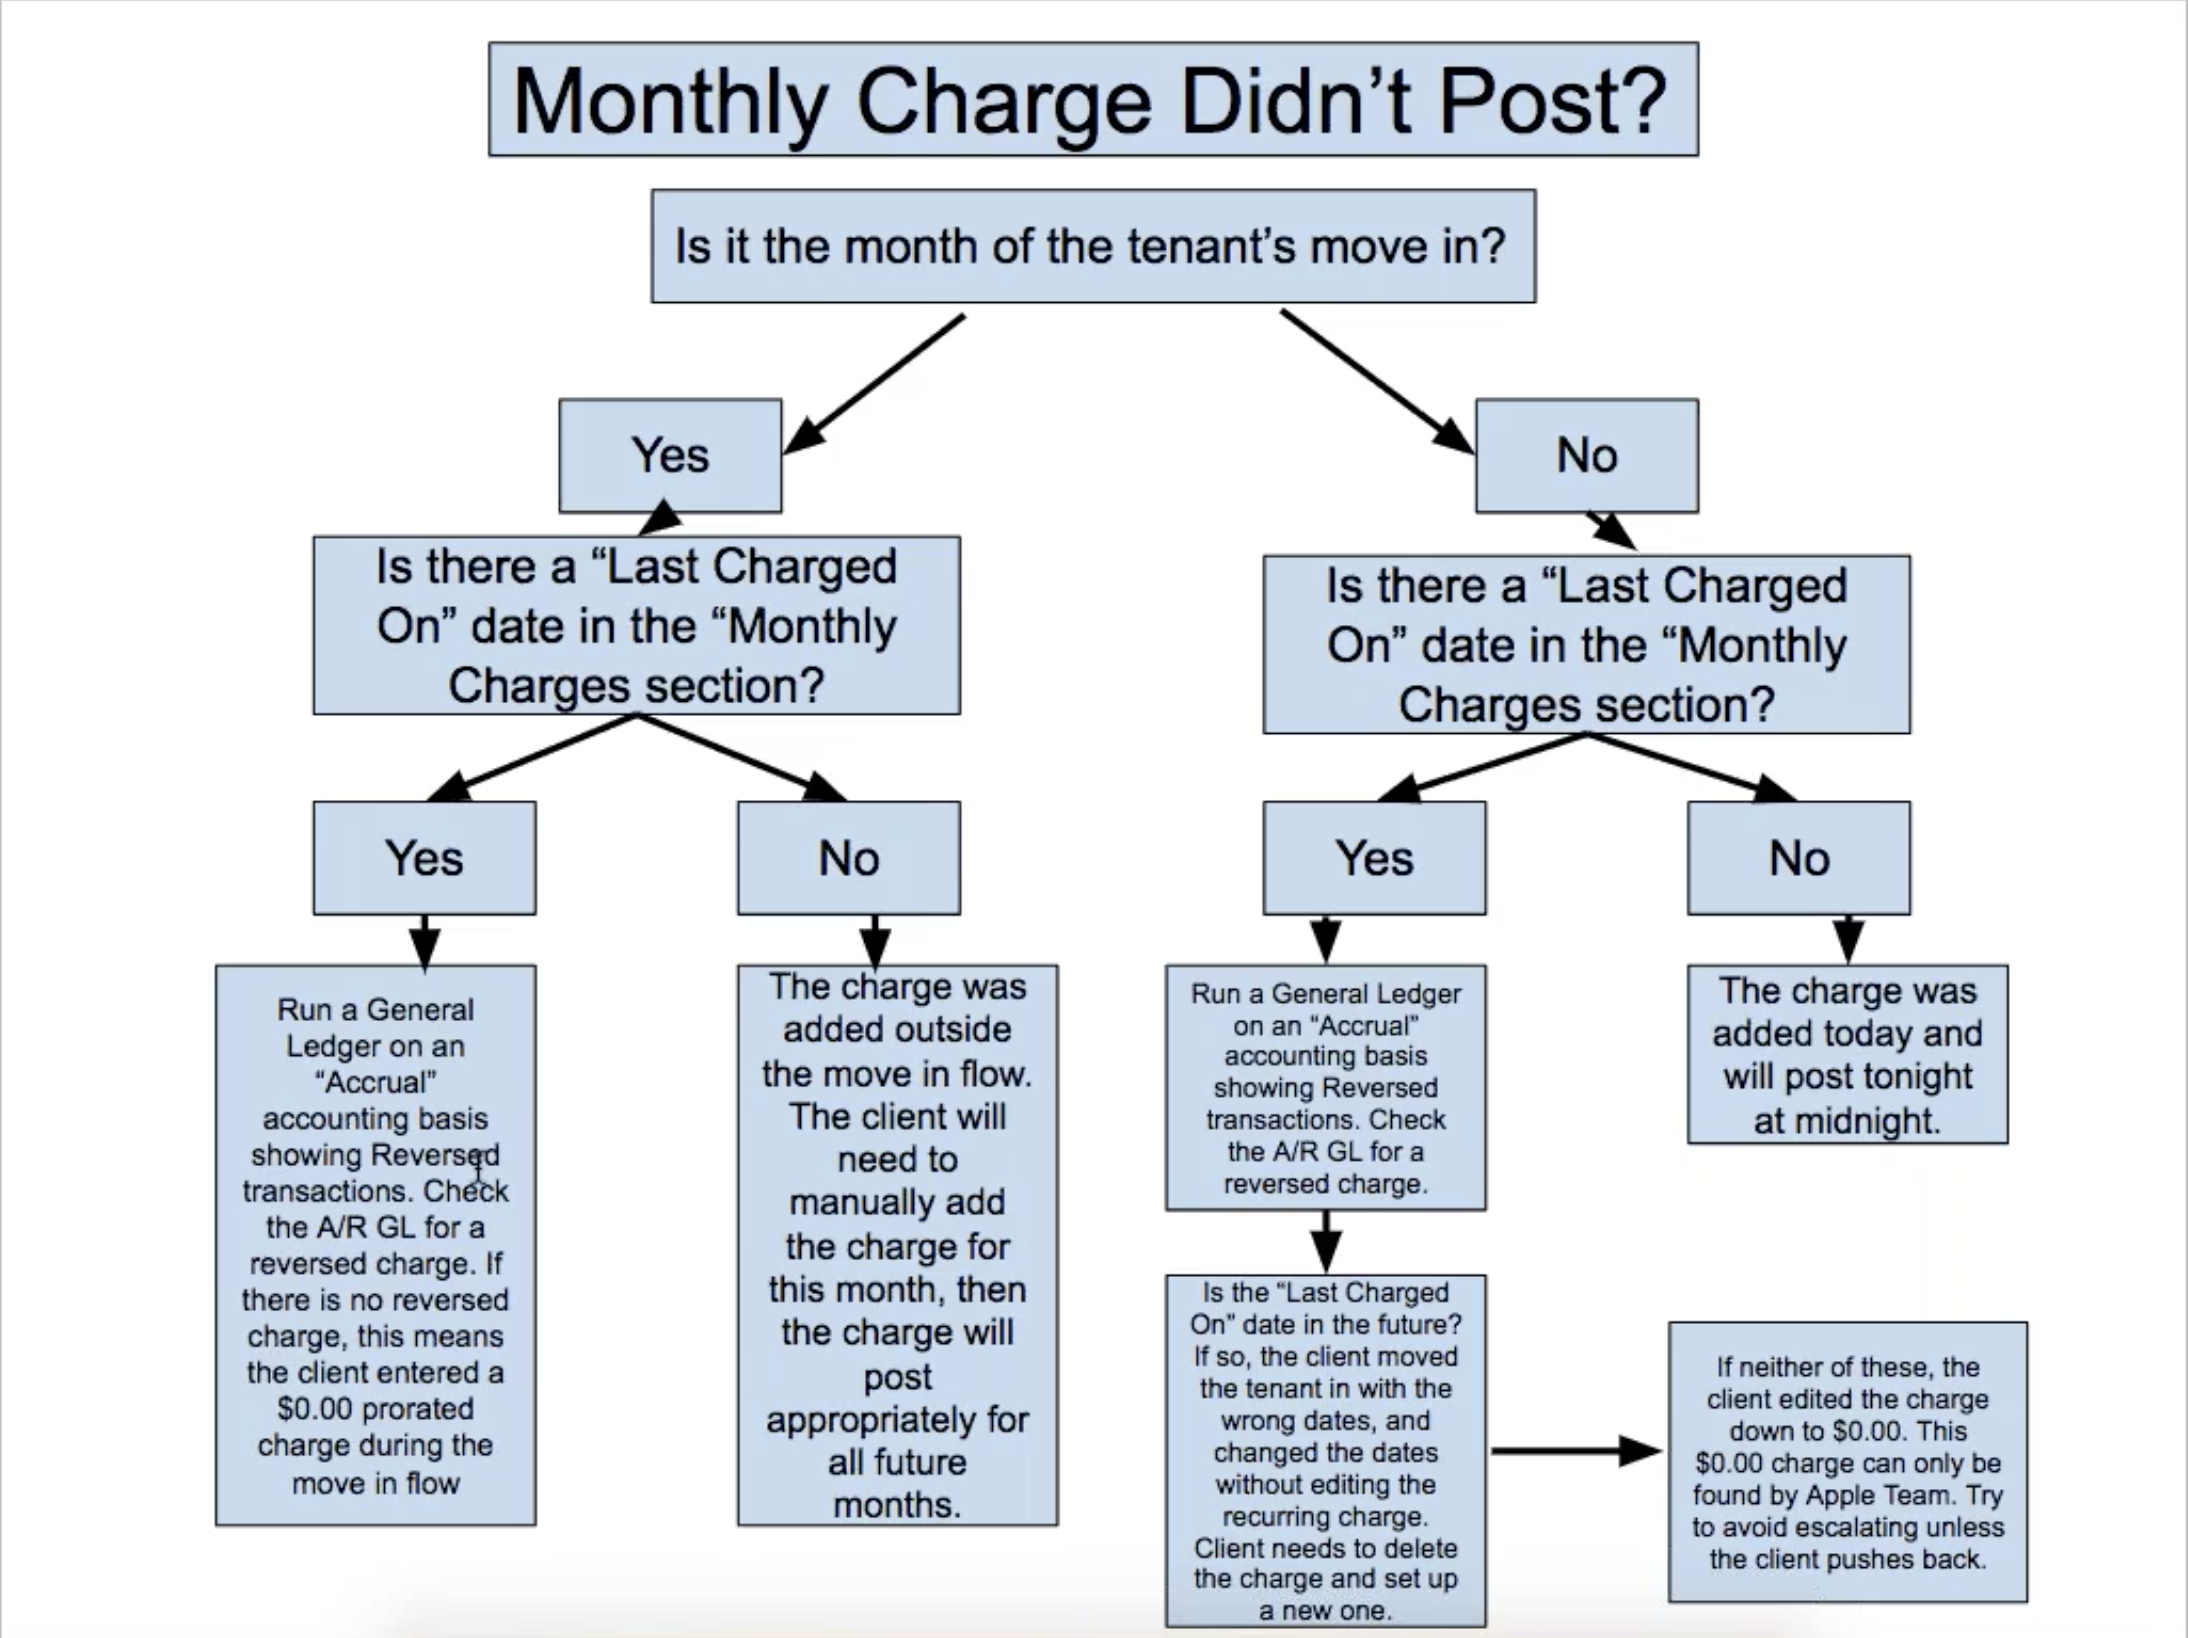 Monthly Charge Didn’t Post?
Is it the month of the tenant’s move in?
Yes
No
Is there a “Last Charged
On” date in the “Monthly
Charges section?
Is there a “Last Charged
On” date in the “Monthly
Charges section?
Yes
No
Yes
No
Run a General
Ledger on an
“Accrual”
accounting basis
showing Reversed
transactions. Check
the A/R GL for a
reversed charge. If
there is no reversed
charge, this means
the client entered a
$0.00 prorated
charge during the
move in flow
The charge was
added outside
the move in flow.
The client will
need to
manually add
the charge for
this month, then
the charge will
post
appropriately for
all future
months.
Run a General Ledger
on an “Accrual”
accounting basis
showing Reversed
transactions. Check
the A/R GL for a
reversed charge.
The charge was
added today and
will post tonight
at midnight.
Is the “Last Charged
On” date in the future?
If so, the client moved
the tenant in with the
wrong dates, and
changed the dates
without editing the
recurring charge.
Client needs to delete
the charge and set up
a new one.
If neither of these, the
client edited the charge
down to $0.00. This
$0.00 charge can only be
found by Apple Team. Try
to avoid escalating unless
the client pushes back.